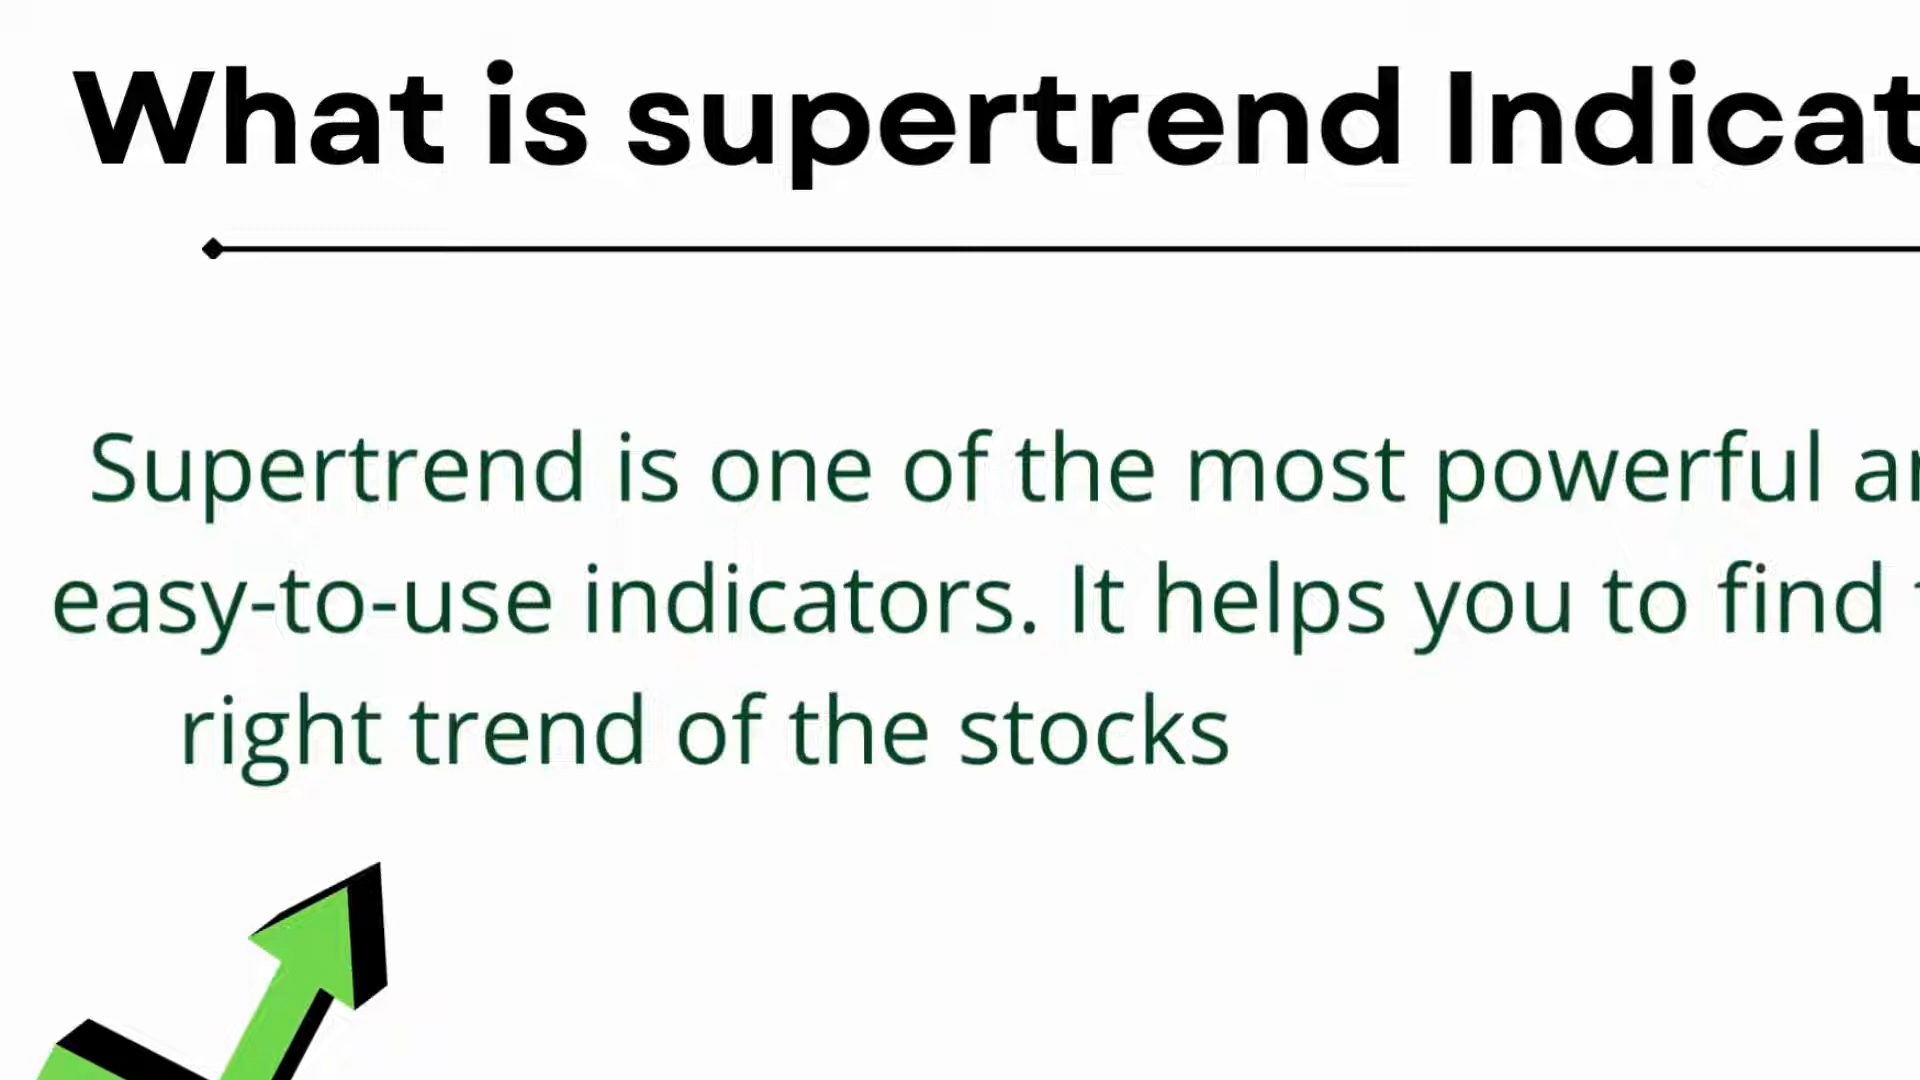 What is supertrend Indicat
Supertrend is one of the most powerful
easy-to-use indicators. It helps you to find
right trend of the stocks